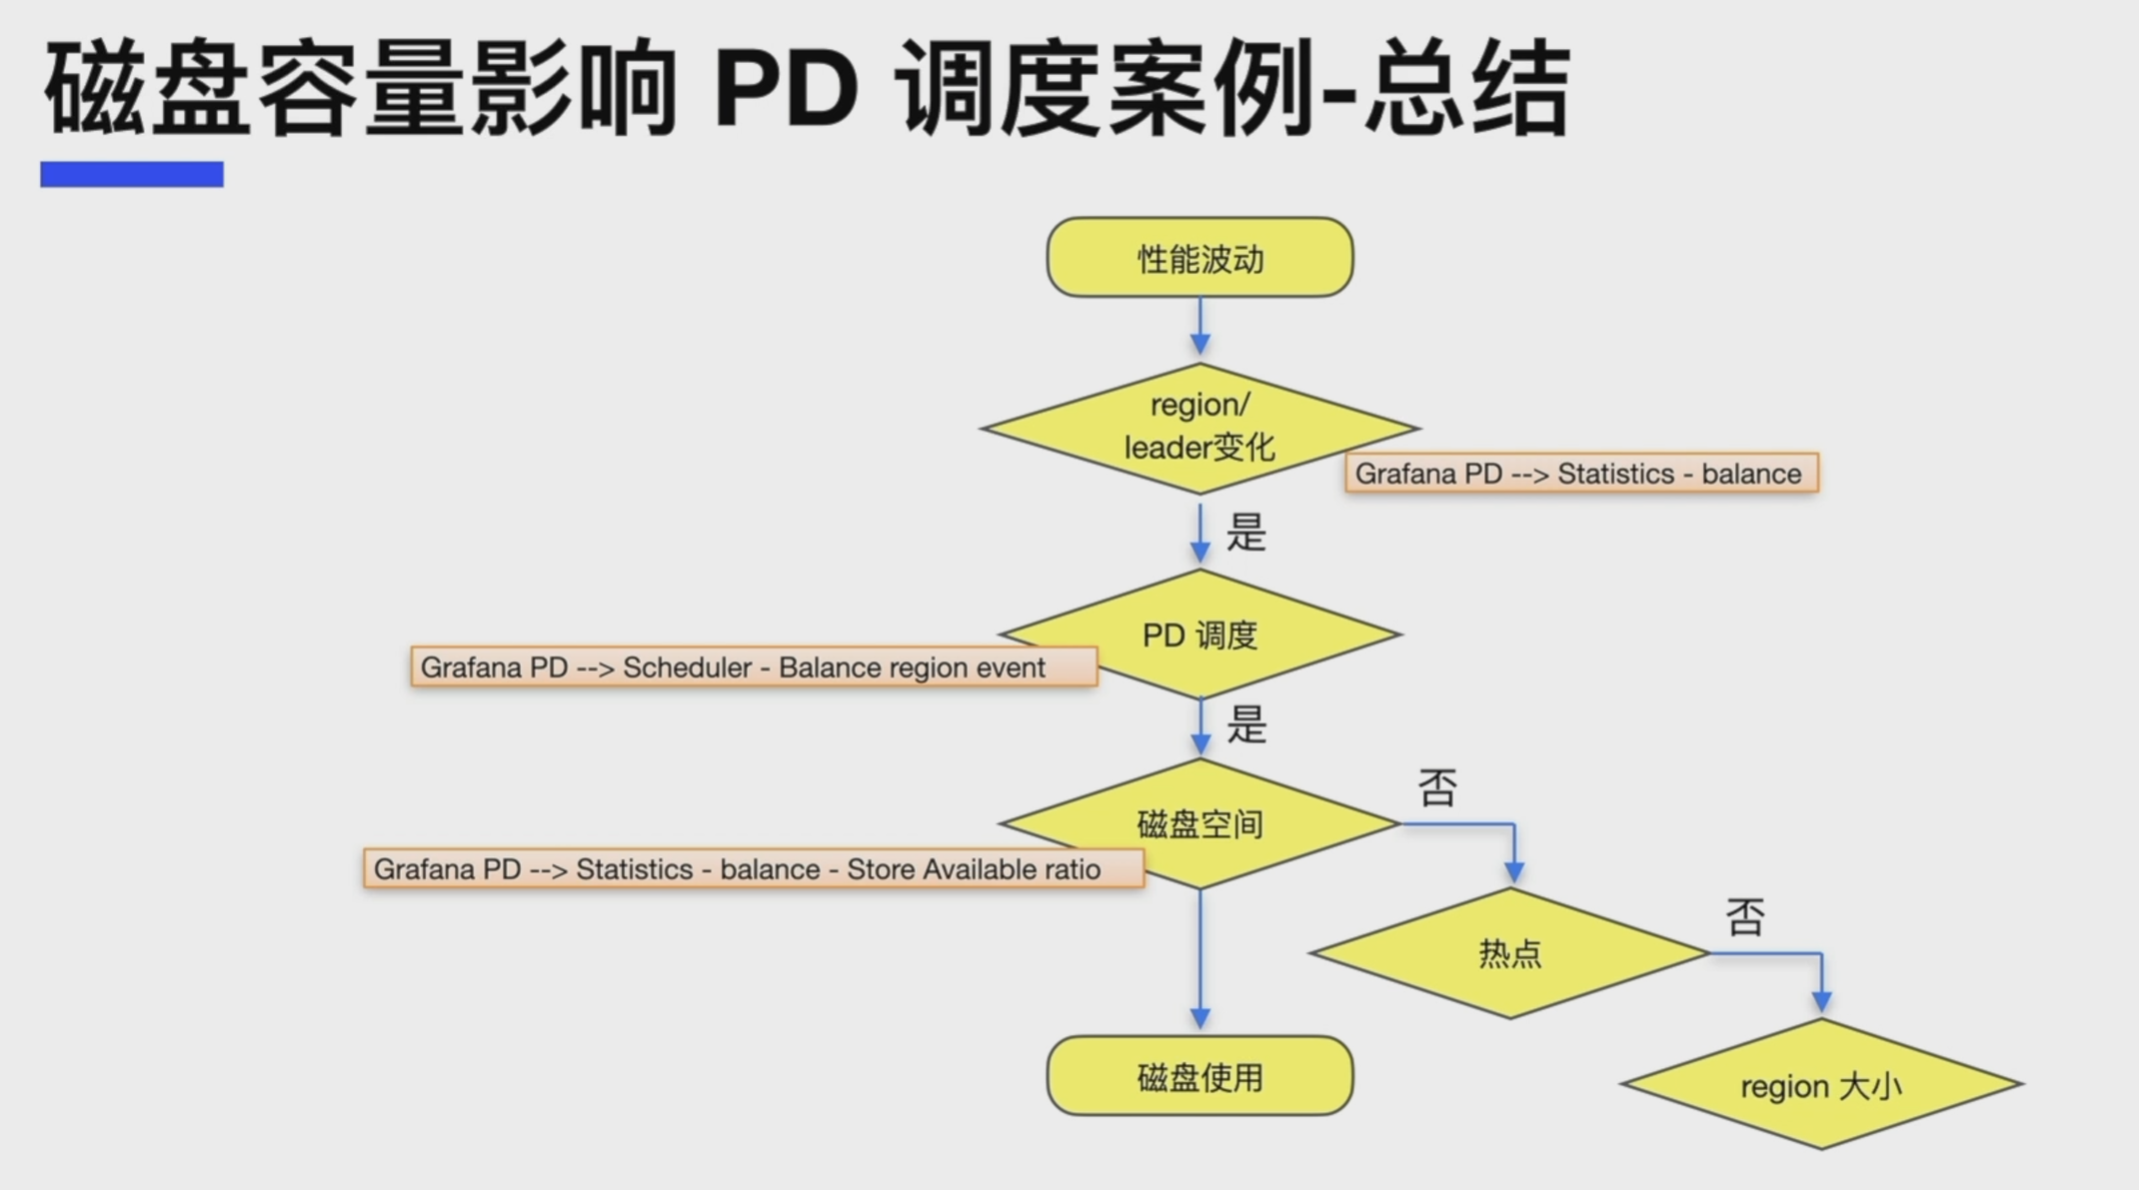 磁盘容量影响 PD 调度案例-总结
性能波动
region/
leader变化
Grafana PD --> Statistics - balance
是
PD 调度
Grafana PD --> Scheduler - Balance region event
是
磁盘空间
否
Grafana PD --> Statistics - balance - Store Available ratio
热点
否
磁盘使用
region 大小